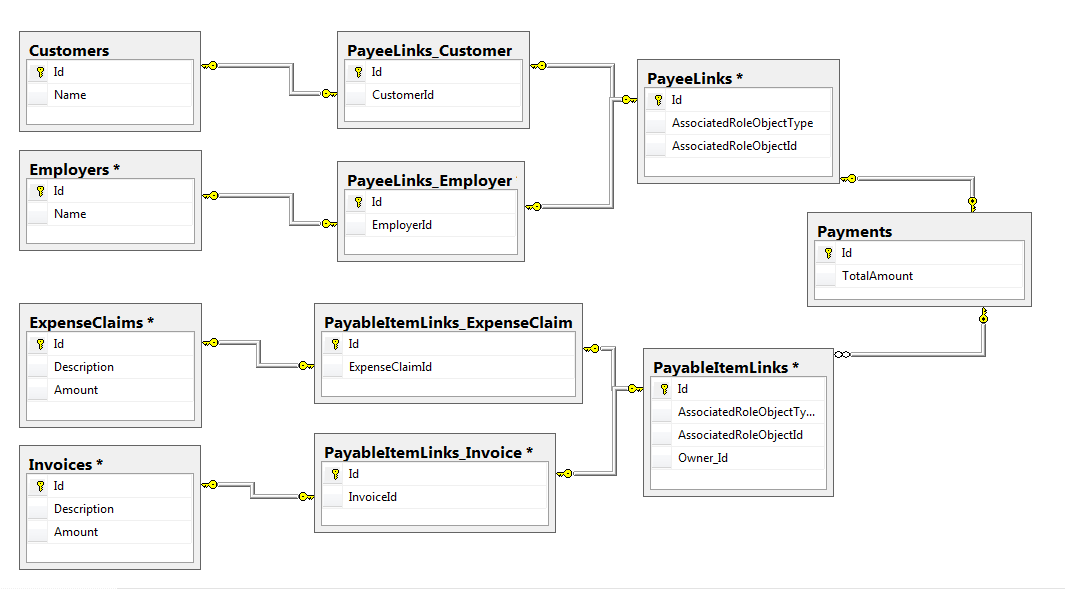 Customers
Id
Name
PayeeLinks_Customer
Id
CustomerId
PayeeLinks *
Id
AssociatedRoleObjectType
AssociatedRoleObjectId
Employers *
Id
Name
PayeeLinks_Employer
Id
EmployerId
Payments
Id
TotalAmount
ExpenseClaims *
Id
Description
Amount
PayableItemLinks_ExpenseClaim
Id
ExpenseClaimId
PayableItemLinks *
Id
AssociatedRoleObjectTy...
AssociatedRoleObjectId
Owner_Id
Invoices *
Id
Description
Amount
PayableItemLinks_Invoice *
Id
InvoiceId